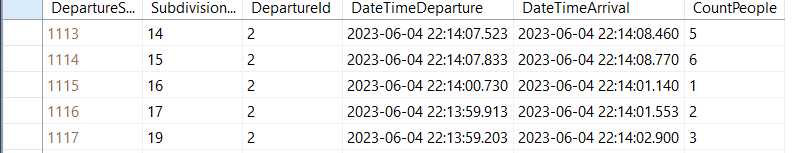 DepartureS... Subdivision... DepartureId DateTimeDeparture DateTimeArrival CountPeople
1113 14 2 2023-06-04 22:14:07.523 2023-06-04 22:14:08.460 5
1114 15 2 2023-06-04 22:14:07.833 2023-06-04 22:14:08.770 6
1115 16 2 2023-06-04 22:14:00.730 2023-06-04 22:14:01.140 1
1116 17 2 2023-06-04 22:13:59.913 2023-06-04 22:14:01.553 2
1117 19 2 2023-06-04 22:13:59.203 2023-06-04 22:14:02.900 3